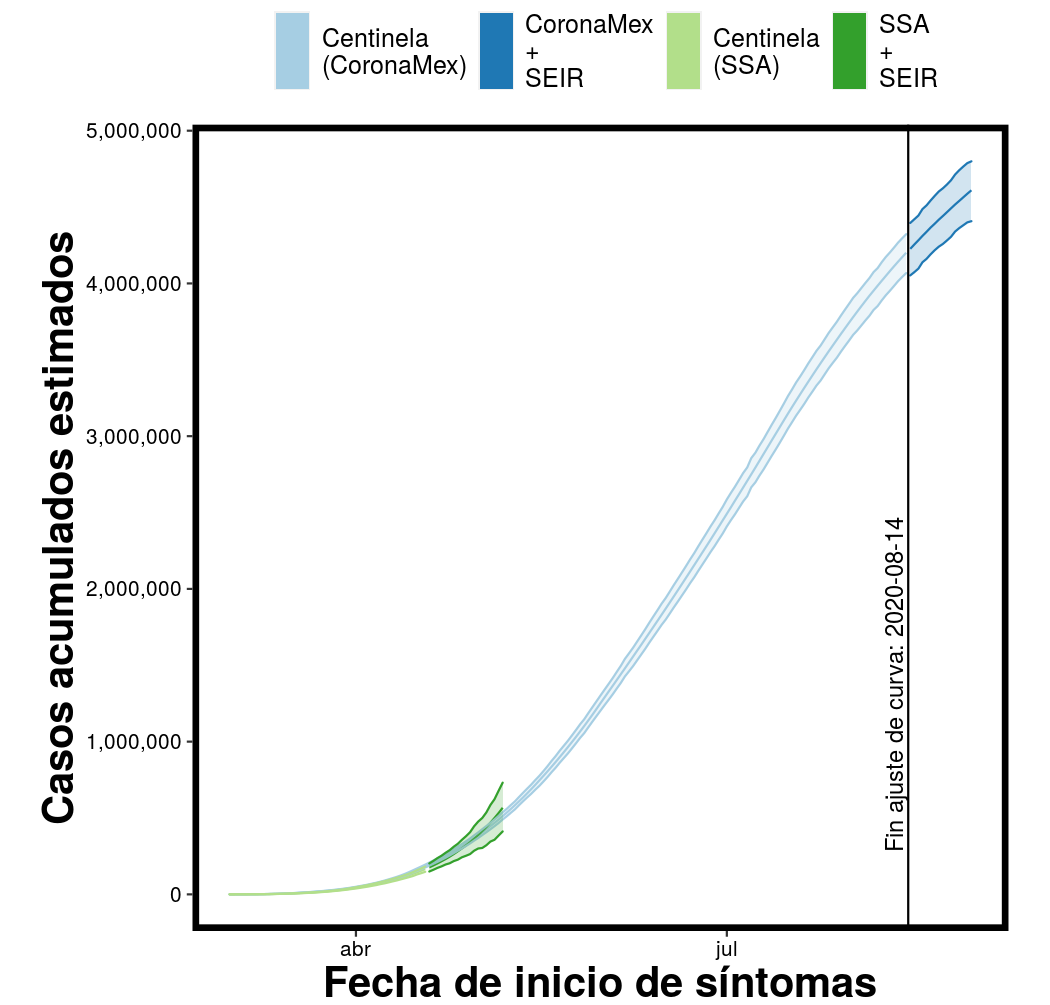 Centinela
(CoronaMex)
CoronaMex
+
SEIR
Centinela
(SSA)
SSA
+
SEIR
Casos acumulados estimados
5,000,000
4,000,000
3,000,000
2,000,000
1,000,000
0
Fin ajuste de curva: 2020-08-14
abr
jul
Fecha de inicio de síntomas